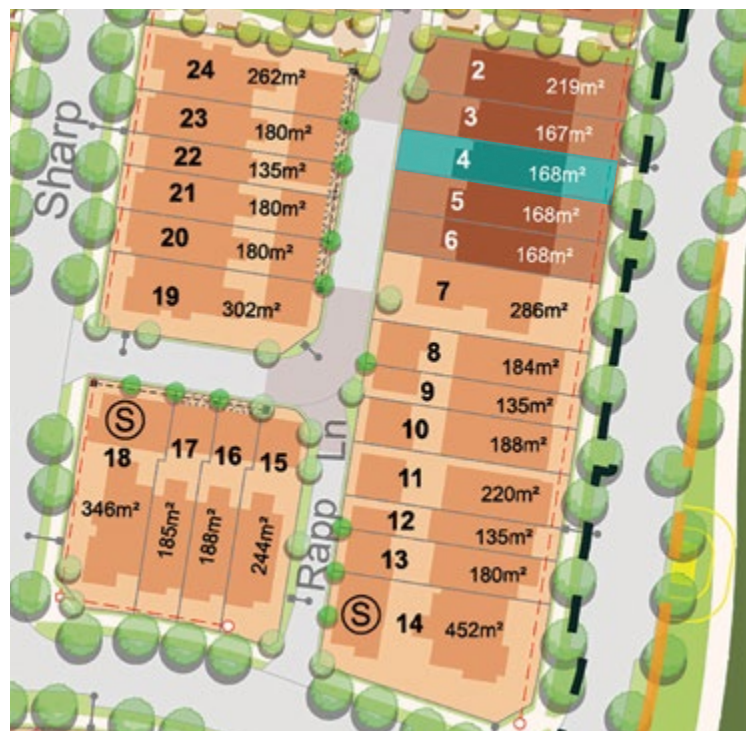 Sharp
24 262m²
23 180m²
22 135m²
21 180m²
20 180m²
19 302m²
2 219m²
3 167m²
4 168m²
5 168m²
6 168m²
7 286m²
8 184m²
9 135m²
10 188m²
11 220m²
12 135m²
13 180m²
S
14 452m²
Rapp Ln
S
18
346m²
17
185m²
16
188m²
15
244m²